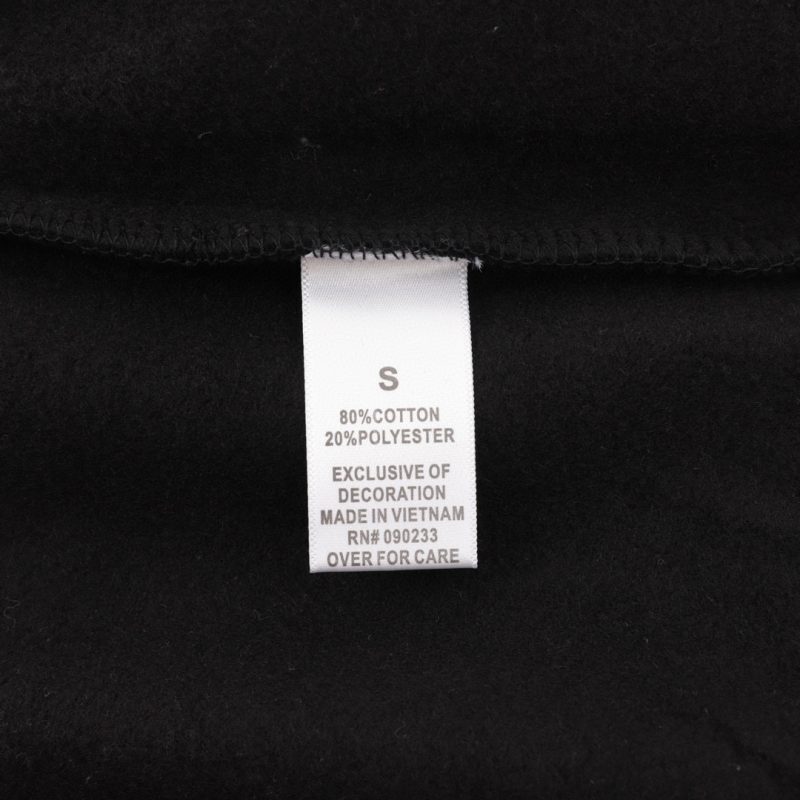 S
80%COTTON
20%POLYESTER
EXCLUSIVE OF
DECORATION
MADE IN VIETNAM
RN# 090233
OVER FOR CARE